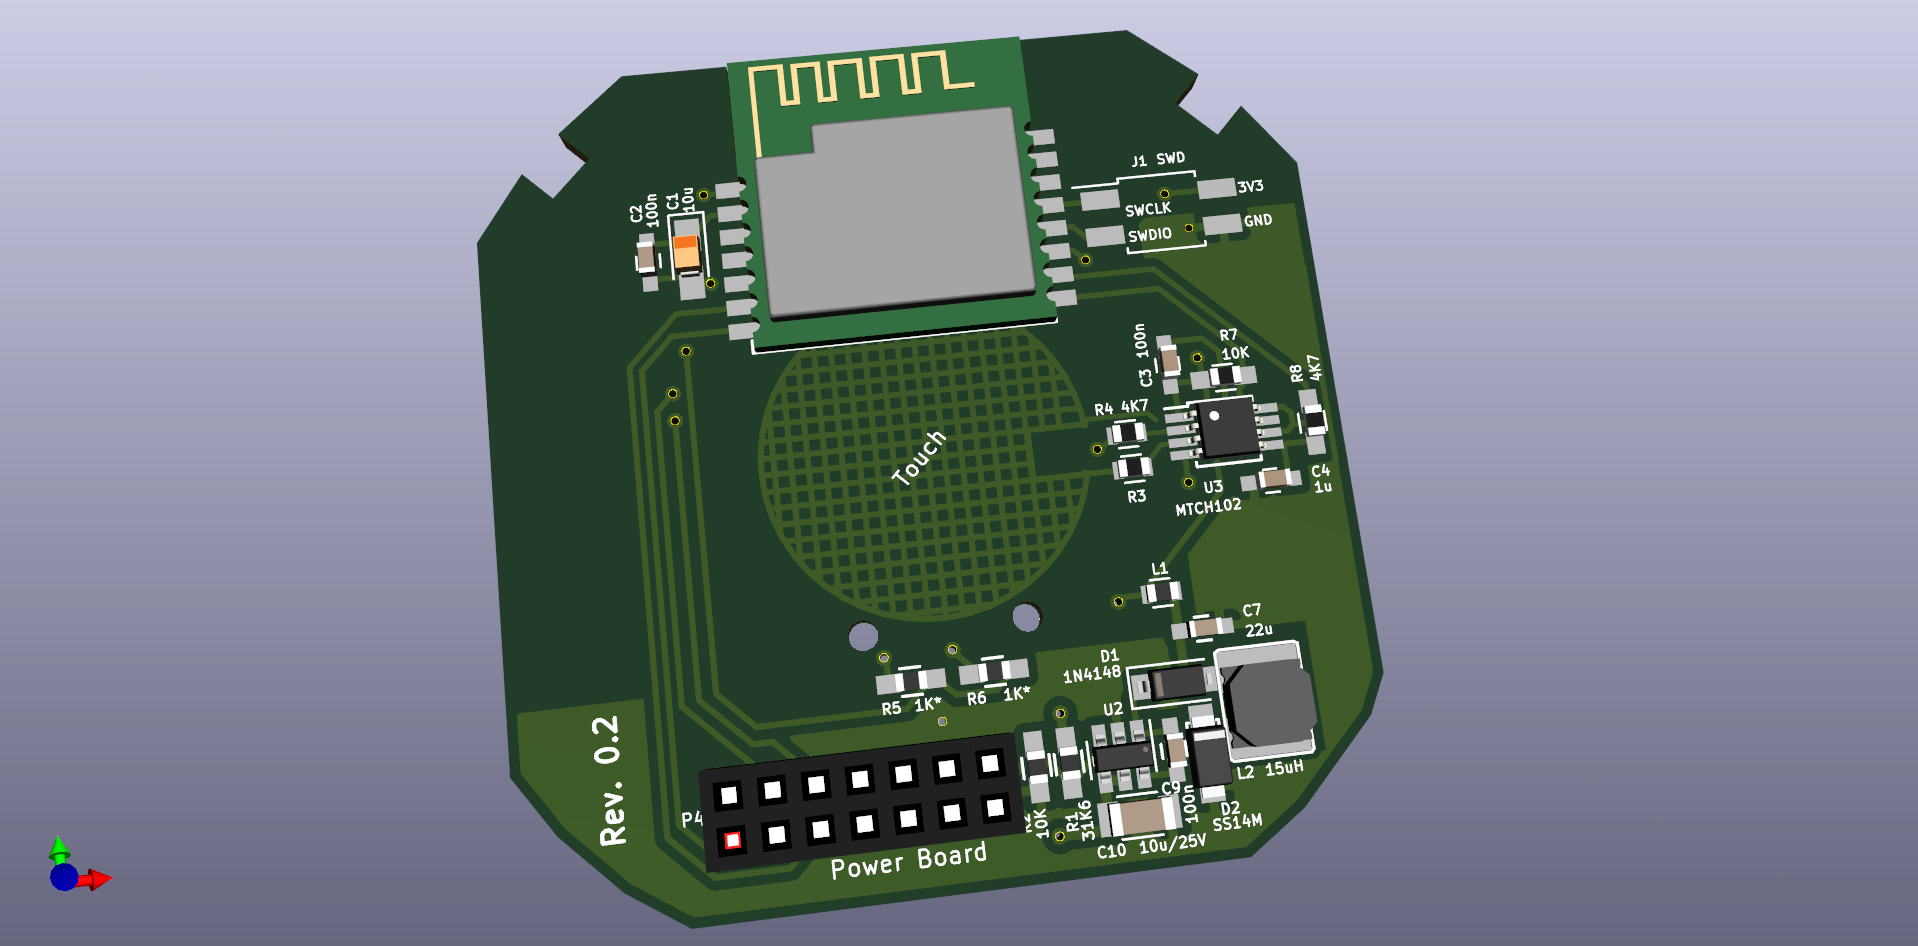 J1 SWD
3V3
SWCLK
GND
SWDIO
C2
100n
C1
10u
C3 100n
R7
10K
R8
4K7
R4 4K7
R3
C4
1u
U3
MTCH102
Touch
L1
C7
22u
D1
1N4148
U2
R5 1K*
R6 1K*
L2 15uH
Rev. 0.2
P4
10K
R1
31K6
C9
100n
D2
SS14M
C10 10u/25V
Power Board